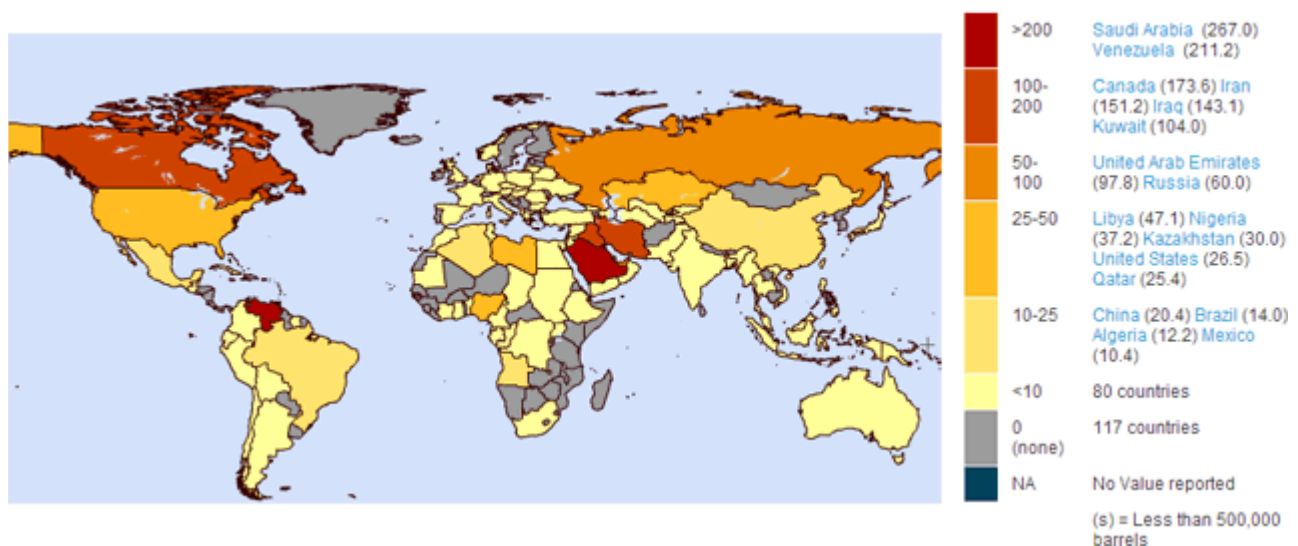 >200 Saudi Arabia (267.0)
Venezuela (211.2)
100- Canada (173.6) Iran
200 (151.2) Iraq (143.1)
Kuwait (104.0)
50- United Arab Emirates
100 (97.8) Russia (60.0)
25-50 Libya (47.1) Nigeria
(37.2) Kazakhstan (30.0)
United States (26.5)
Qatar (25.4)
10-25 China (20.4) Brazil (14.0)
Algeria (12.2) Mexico
(10.4)
<10 80 countries
0 117 countries
(none)
NA No Value reported
(s) = Less than 500,000
barrels